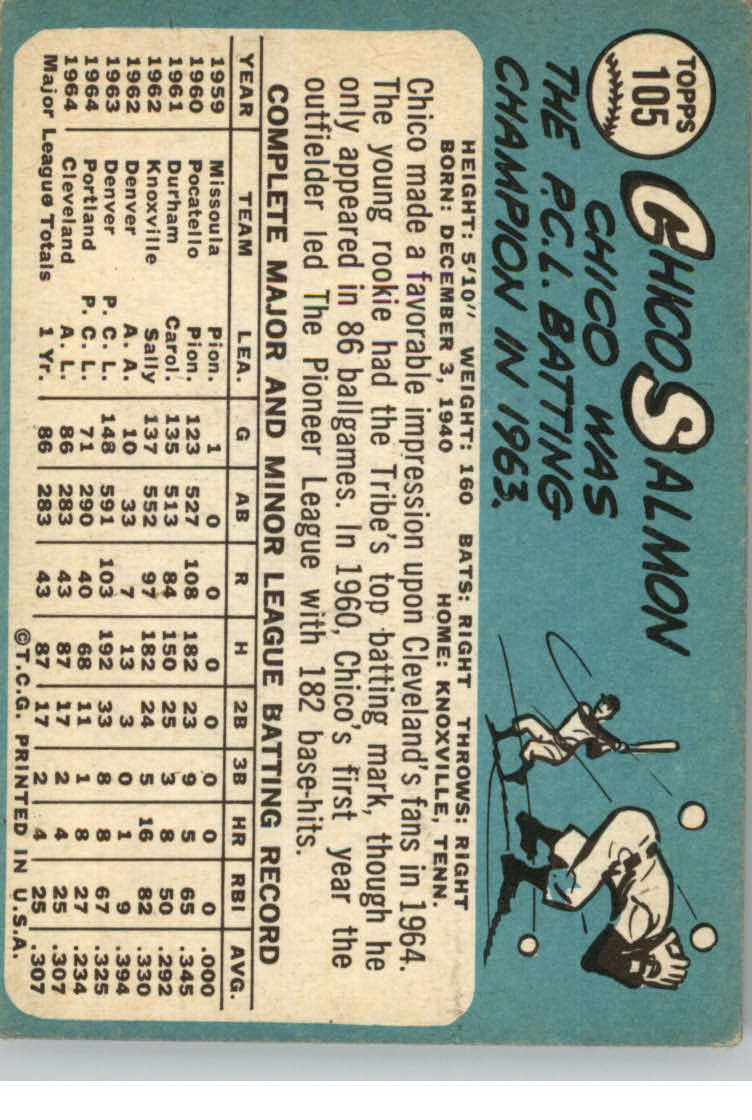 TOPPS
105
CHICO SALMON
CHICO WAS
THE P.C.L. BATTING
CHAMPION IN 1963.
HEIGHT: 5'10" WEIGHT: 160 BATS: RIGHT THROWS: RIGHT
BORN: DECEMBER 3, 1940 HOME: KNOXVILLE, TENN.
Chico made a favorable impression upon Cleveland's fans in 1964.
The young rookie had the Tribe's top batting mark, though he
only appeared in 86 ballgames. In 1960, Chico's first year the
outfielder led The Pioneer League with 182 base-hits.
COMPLETE MAJOR AND MINOR LEAGUE BATTING RECORD
YEAR TEAM LEA. G AB R H 2B 3B HR RBI AVG.
1959 Missoula Pion. 1 0 0 0 0 0 0 0 .000
1960 Pocatello Pion. 123 527 108 182 23 9 5 65 .345
1961 Durham Carol. 135 513 84 150 25 3 8 50 .292
1962 Knoxville Sally 137 552 97 182 24 5 16 82 .330
1962 Denver A. A. 10 33 7 13 3 0 1 9 .394
1963 Denver P. C. L. 148 591 103 192 33 8 8 67 .325
1964 Portland P. C. L. 71 290 40 68 11 1 8 27 .234
1964 Cleveland A. L. 86 283 43 87 17 2 4 25 .307
Major League Totals 1 Yr. 86 283 43 87 17 2 4 25 .307
©T.C.G. PRINTED IN U.S.A.